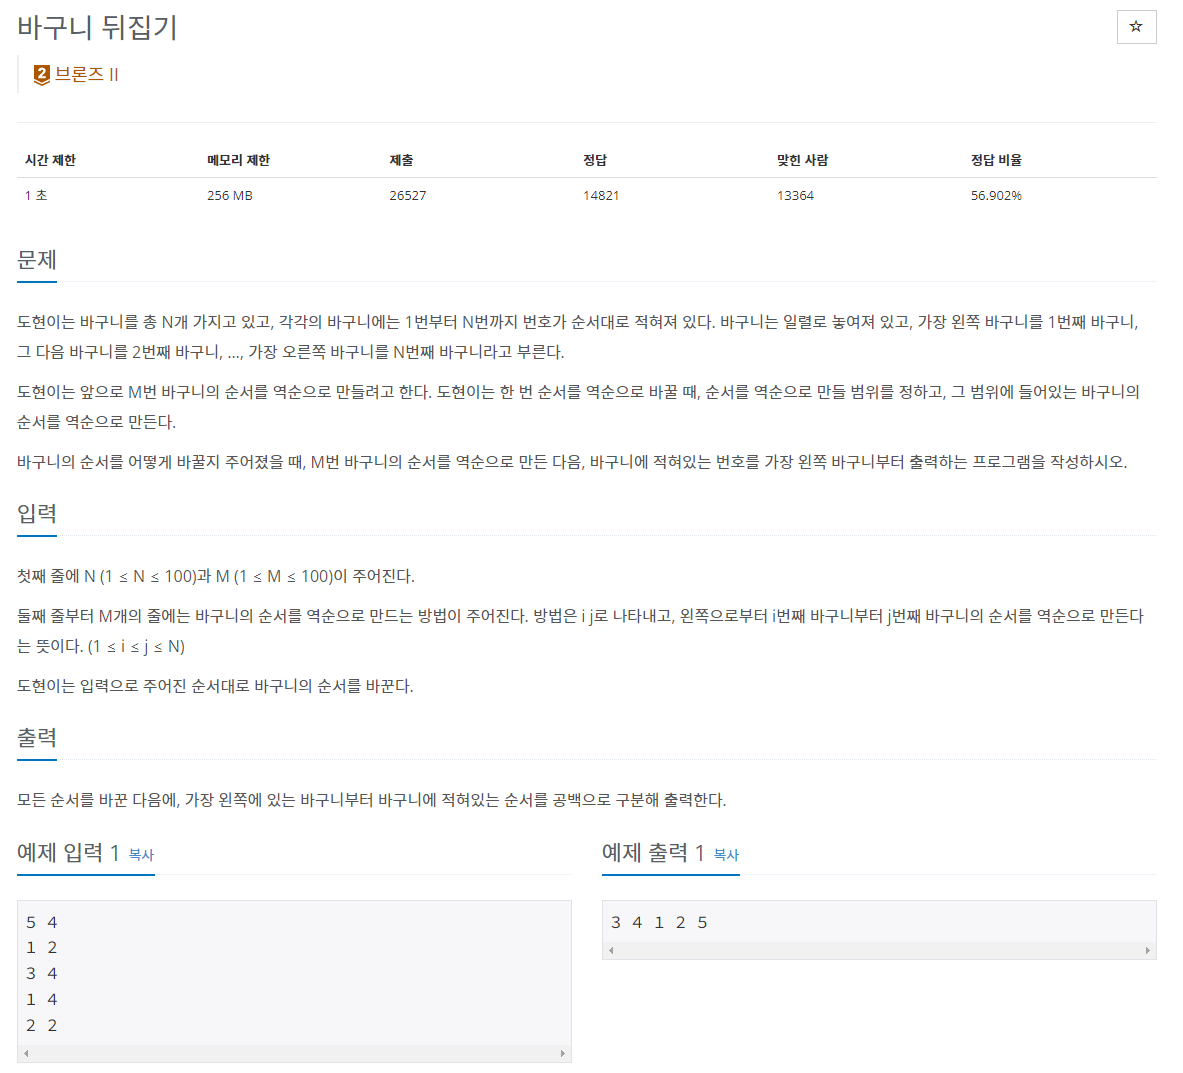 바구니 뒤집기
☆
2 브론즈 II
시간 제한 메모리 제한 제출 정답 맞힌 사람 정답 비율
1 초 256 MB 26527 14821 13364 56.902%
문제
도현이는 바구니를 총 N개 가지고 있고, 각각의 바구니에는 1번부터 N번까지 번호가 순서대로 적혀져 있다. 바구니는 일렬로 놓여져 있고, 가장 왼쪽 바구니를 1번째 바구니,
그 다음 바구니를 2번째 바구니, ..., 가장 오른쪽 바구니를 N번째 바구니라고 부른다.
도현이는 앞으로 M번 바구니의 순서를 역순으로 만들려고 한다. 도현이는 한 번 순서를 역순으로 바꿀 때, 순서를 역순으로 만들 범위를 정하고, 그 범위에 들어있는 바구니의
순서를 역순으로 만든다.
바구니의 순서를 어떻게 바꿀지 주어졌을 때, M번 바구니의 순서를 역순으로 만든 다음, 바구니에 적혀있는 번호를 가장 왼쪽 바구니부터 출력하는 프로그램을 작성하시오.
입력
첫째 줄에 N (1 ≤ N ≤ 100)과 M (1 ≤ M ≤ 100)이 주어진다.
둘째 줄부터 M개의 줄에는 바구니의 순서를 역순으로 만드는 방법이 주어진다. 방법은 i j로 나타내고, 왼쪽으로부터 i번째 바구니부터 j번째 바구니의 순서를 역순으로 만든다
는 뜻이다. (1 ≤ i ≤ j ≤ N)
도현이는 입력으로 주어진 순서대로 바구니의 순서를 바꾼다.
출력
모든 순서를 바꾼 다음에, 가장 왼쪽에 있는 바구니부터 바구니에 적혀있는 순서를 공백으로 구분해 출력한다.
예제 입력 1 복사
5 4
1 2
3 4
1 4
2 2
예제 출력 1 복사
3 4 1 2 5